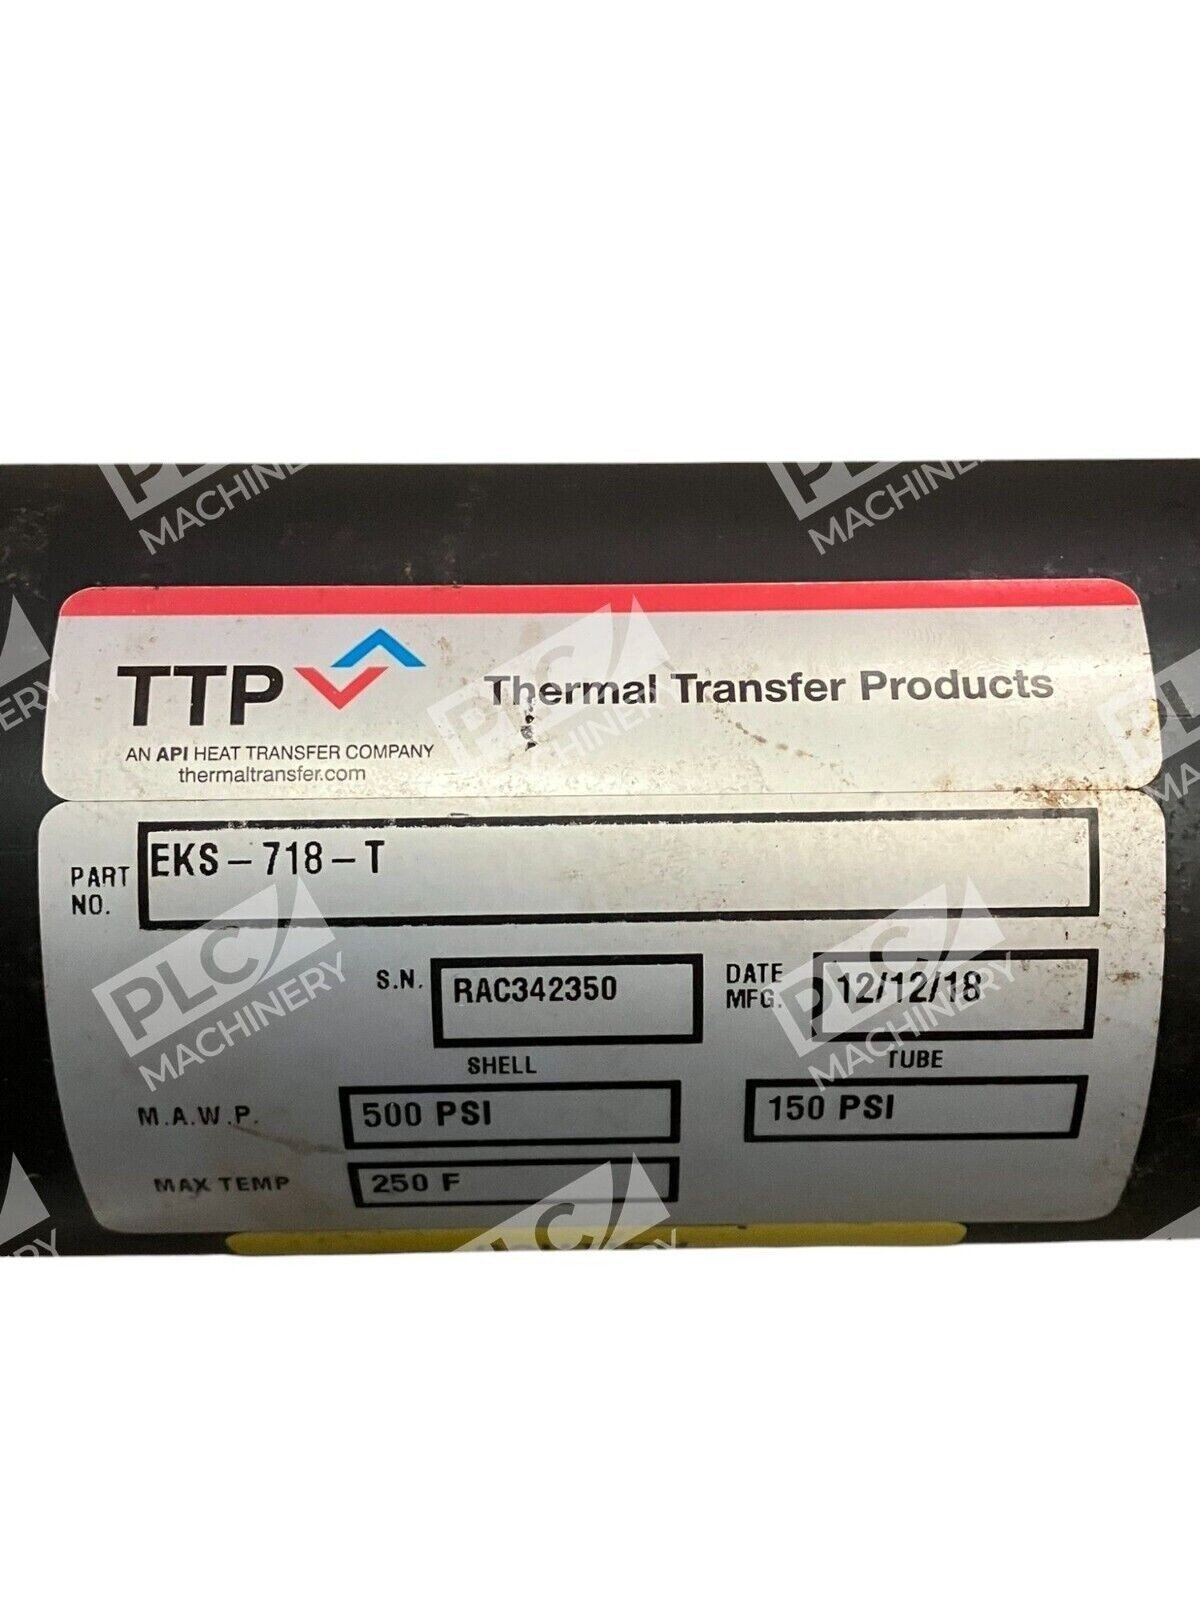 TTP
Thermal Transfer Products
AN API HEAT TRANSFER COMPANY
thermaltransfer.com
PART NO. EKS-718-T
S.N. RAC342350 DATE MFG. 12/12/18
SHELL TUBE
M.A.W.P. 500 PSI 150 PSI
MAX TEMP 250 F
PLC MACHINERY